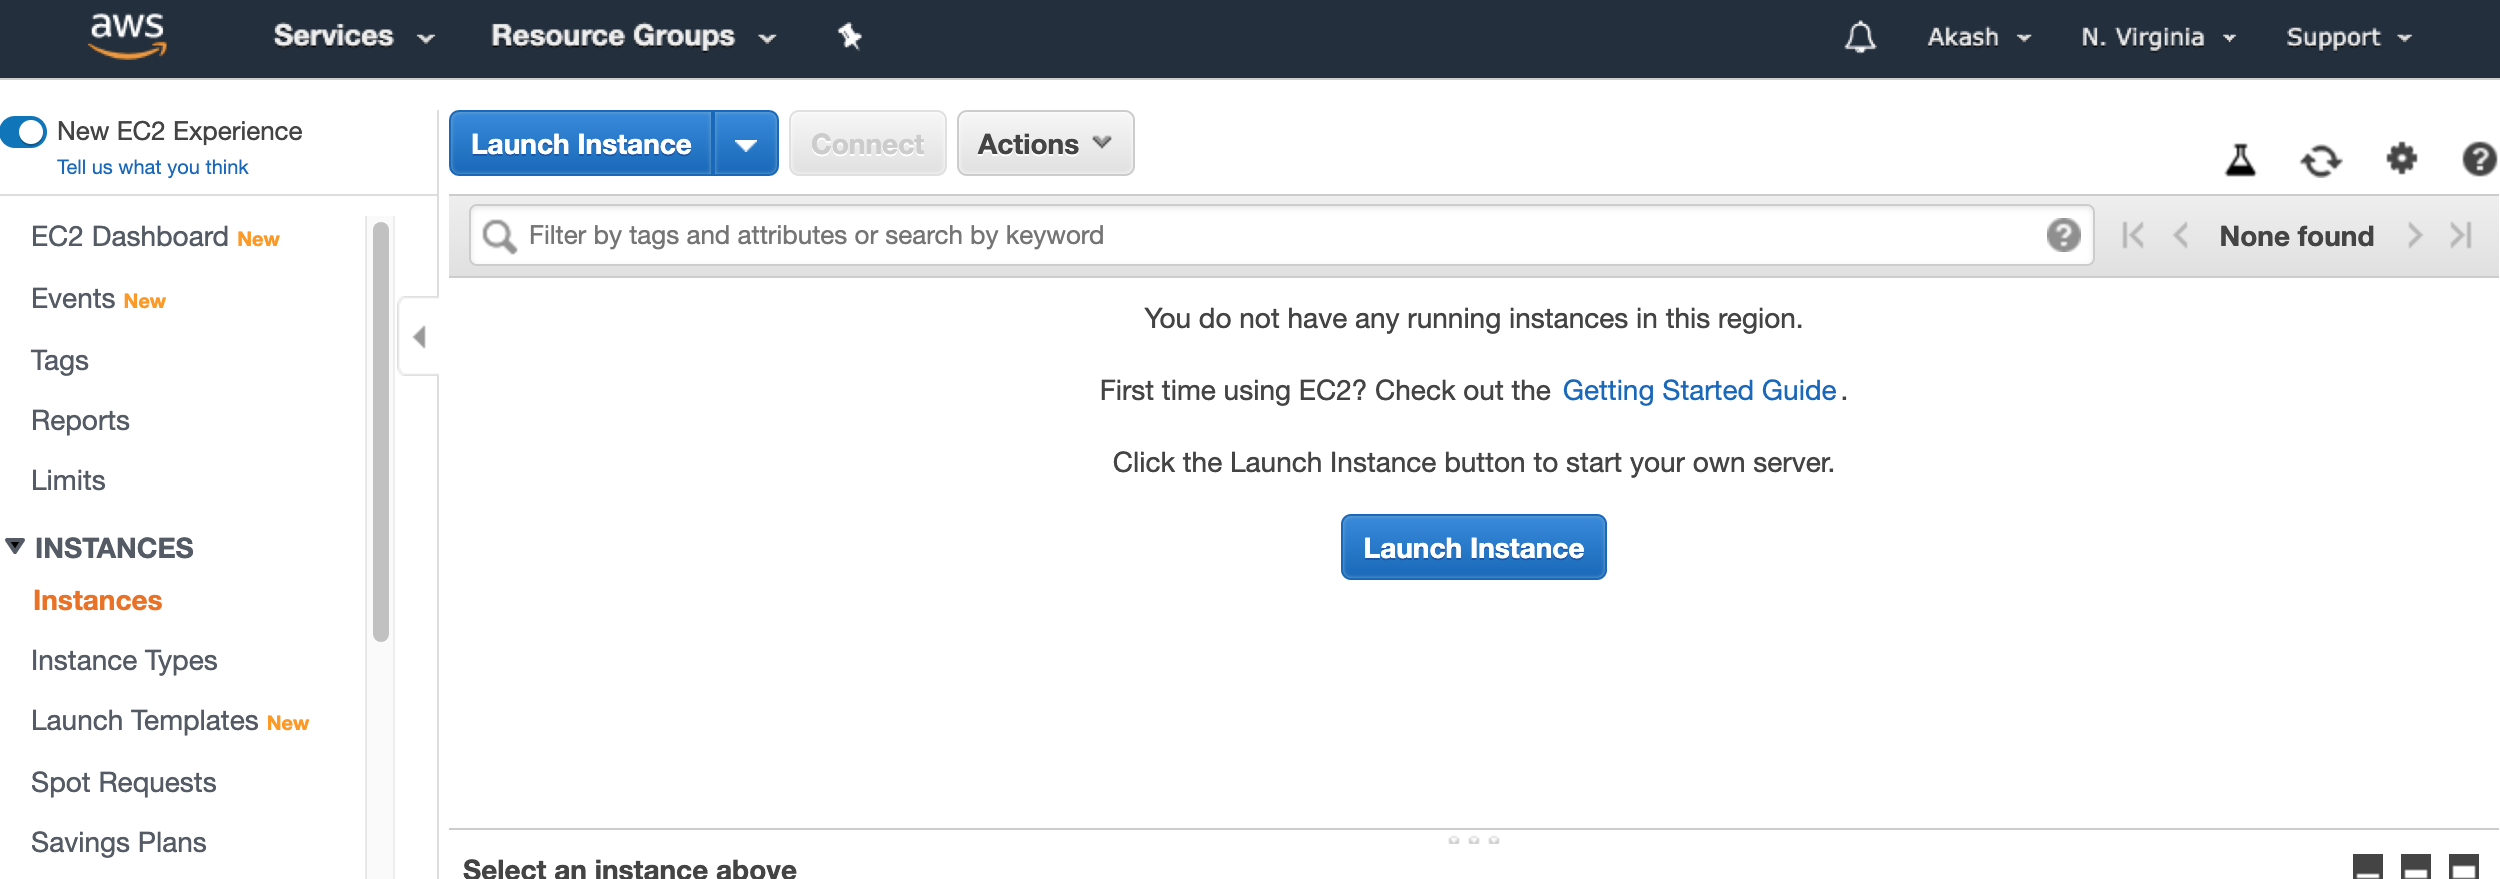 aws Services Resource Groups Akash N. Virginia Support
New EC2 Experience
Tell us what you think
Launch Instance Connect Actions
EC2 Dashboard New
Events New
Tags
Reports
Limits
INSTANCES
Instances
Instance Types
Launch Templates New
Spot Requests
Savings Plans
Filter by tags and attributes or search by keyword
None found
You do not have any running instances in this region.
First time using EC2? Check out the Getting Started Guide.
Click the Launch Instance button to start your own server.
Launch Instance
Select an instance above